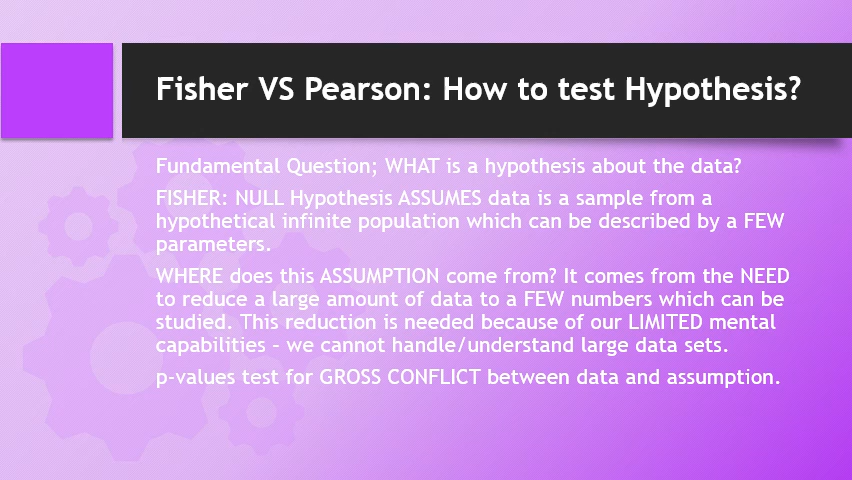 Fisher VS Pearson: How to test Hypothesis?
Fundamental Question; WHAT is a hypothesis about the data?
FISHER: NULL Hypothesis ASSUMES data is a sample from a
hypothetical infinite population which can be described by a FEW
parameters.
WHERE does this ASSUMPTION come from? It comes from the NEED
to reduce a large amount of data to a FEW numbers which can be
studied. This reduction is needed because of our LIMITED mental
capabilities – we cannot handle/understand large data sets.
p-values test for GROSS CONFLICT between data and assumption.